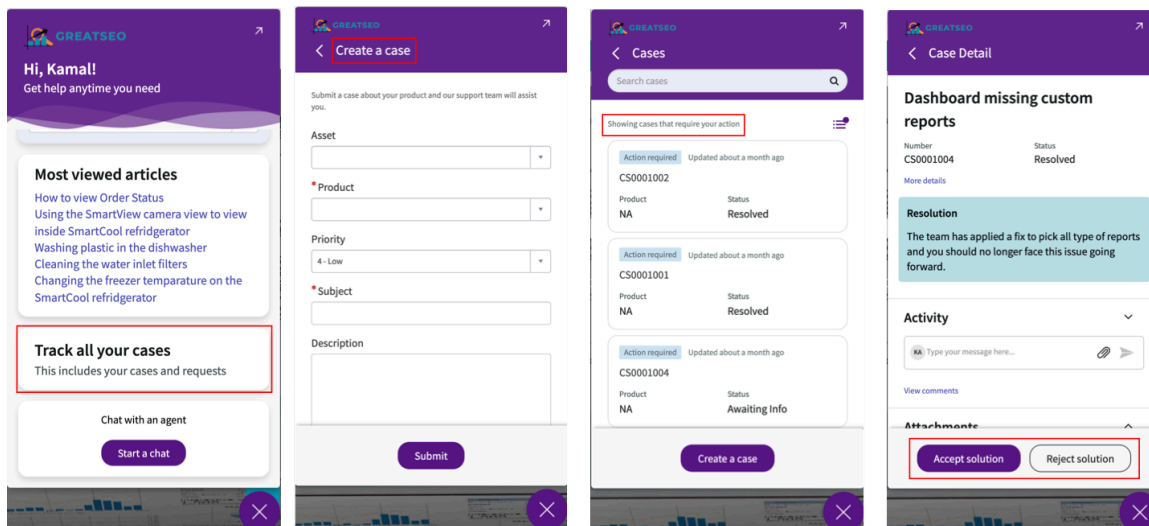 GREATSEO
Hi, Kamal!
Get help anytime you need
Most viewed articles
How to view Order Status
Using the SmartView camera view to view
inside SmartCool refridgerator
Washing plastic in the dishwasher
Cleaning the water inlet filters
Changing the freezer temparature on the
SmartCool refridgerator
Track all your cases
This includes your cases and requests
Chat with an agent
Start a chat
GREATSEO
Create a case
Submit a case about your product and our support team will assist
you.
Asset
*Product
Priority
4 - Low
*Subject
Description
Submit
GREATSEO
Cases
Search cases
Showing cases that require your action
Action required Updated about a month ago
CS0001002
Product Status
NA Resolved
Action required Updated about a month ago
CS0001001
Product Status
NA Resolved
Action required Updated about a month ago
CS0001004
Product Status
NA Awaiting Info
Create a case
GREATSEO
Case Detail
Dashboard missing custom
reports
Number Status
CS0001004 Resolved
More details
Resolution
The team has applied a fix to pick all type of reports
and you should no longer face this issue going
forward.
Activity
KA Type your message here...
View comments
Attachments
Accept solution Reject solution